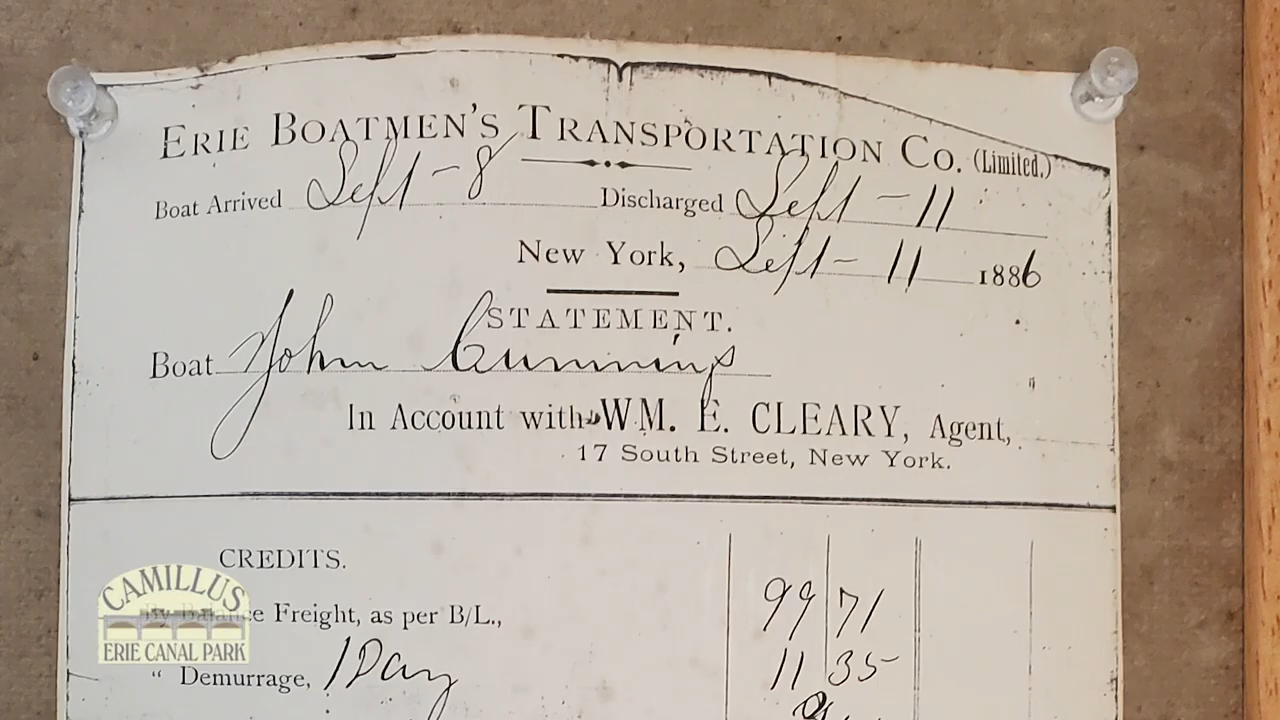 ERIE BOATMEN'S TRANSPORTATION CO. (Limited.)
Boat Arrived Sept - 8 Discharged Sept - 11
New York, Sept - 11 1886
STATEMENT.
Boat John Cummings
In Account with WM. E. CLEARY, Agent,
17 South Street, New York.
CREDITS.
By Balance Freight, as per B/L., 99 71
" Demurrage, 1 Day 11 35
CAMILLUS
ERIE CANAL PARK